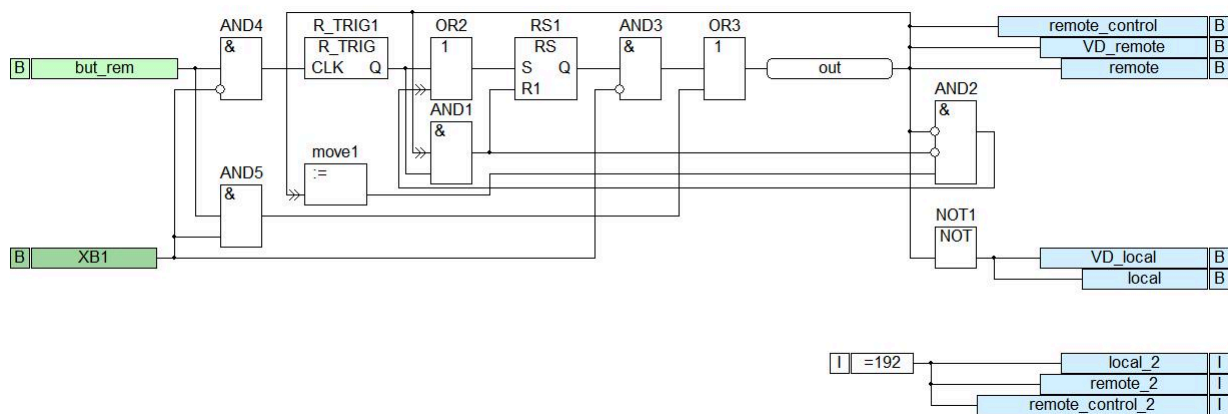 AND4 R_TRIG1 OR2 RS1 AND3 OR3 remote_control B
& R_TRIG 1 RS & 1 VD_remote B
B but_rem CLK Q S Q out remote B
R1
AND1 AND2
& &
move1
:=
AND5
&
NOT1
NOT
B XB1 VD_local B
local B
I =192 local_2 I
remote_2 I
remote_control_2 I